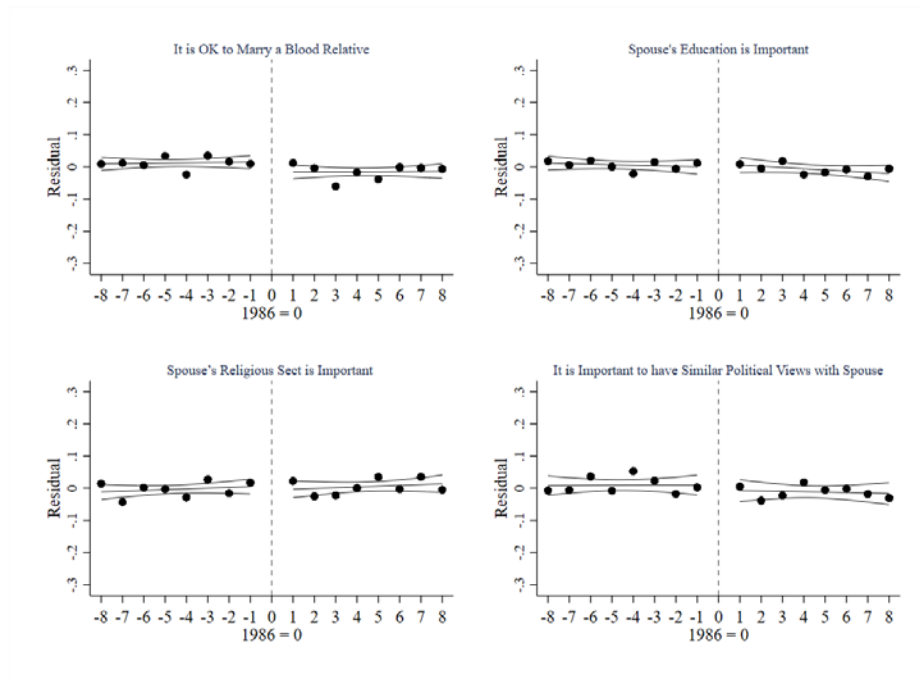 It is OK to Marry a Blood Relative
Residual
.3
.2
.1
0
-.1
-.2
-.3
-8 -7 -6 -5 -4 -3 -2 -1 0 1 2 3 4 5 6 7 8
1986 = 0
Spouse's Education is Important
Residual
.3
.2
.1
0
-.1
-.2
-.3
-8 -7 -6 -5 -4 -3 -2 -1 0 1 2 3 4 5 6 7 8
1986 = 0
Spouse’s Religious Sect is Important
Residual
.3
.2
.1
0
-.1
-.2
-.3
-8 -7 -6 -5 -4 -3 -2 -1 0 1 2 3 4 5 6 7 8
1986 = 0
It is Important to have Similar Political Views with Spouse
Residual
.3
.2
.1
0
-.1
-.2
-.3
-8 -7 -6 -5 -4 -3 -2 -1 0 1 2 3 4 5 6 7 8
1986 = 0